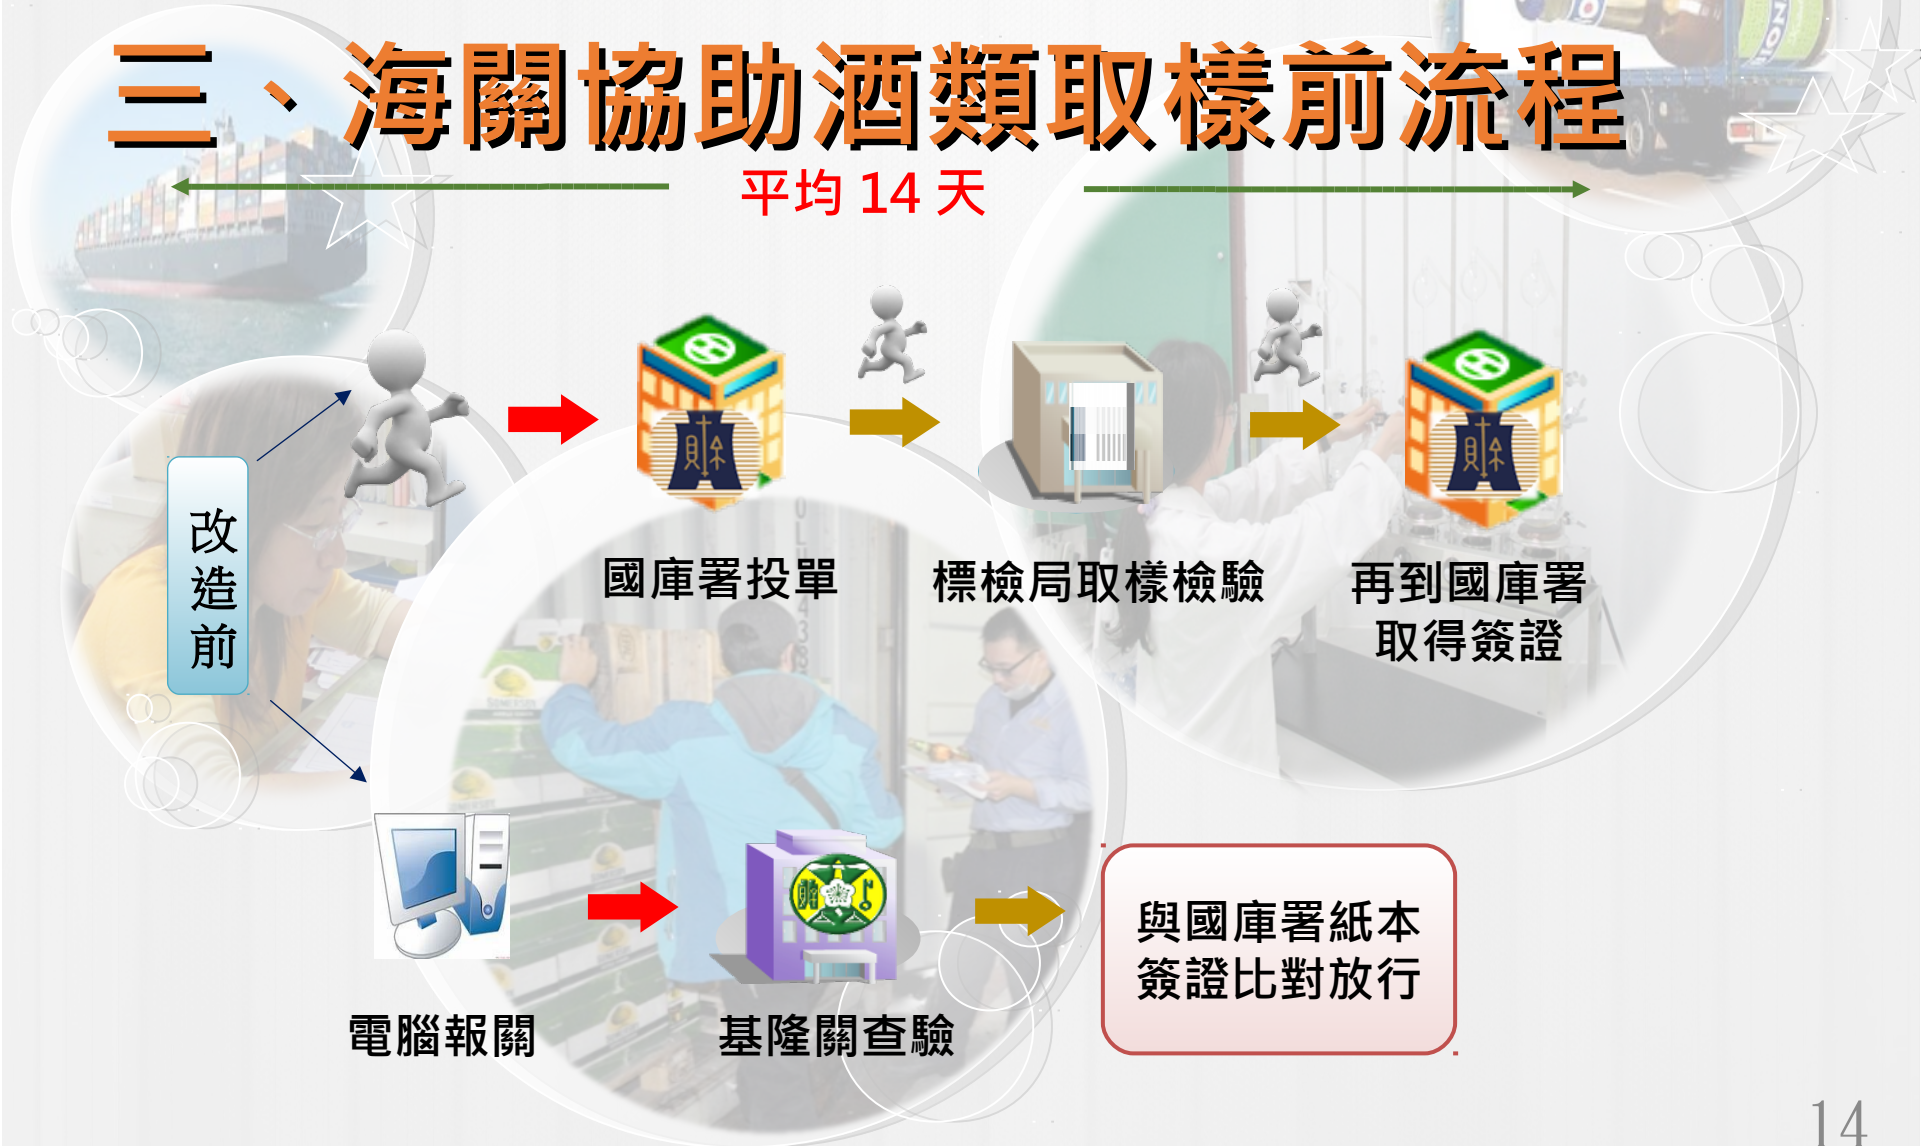 三、海關協助酒類取樣前流程
平均 14 天
改造前
國庫署投單
標檢局取樣檢驗
再到國庫署
取得簽證
電腦報關
基隆關查驗
與國庫署紙本
簽證比對放行
14